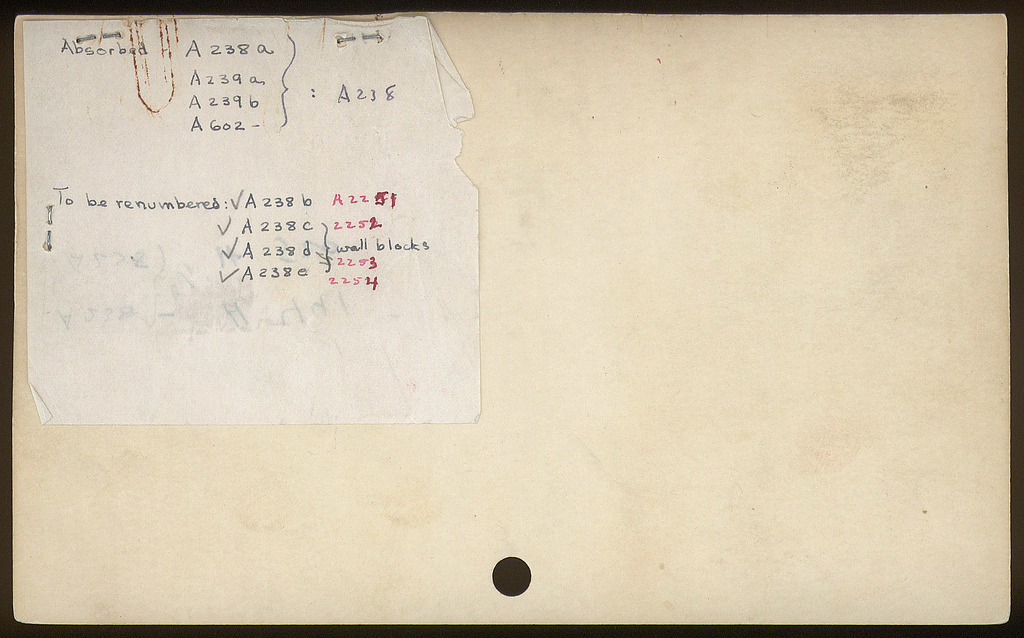 Absorbed A 238 a
A 239 a
A 239 b
A 602 -
} : A 238
To be renumbered: ✓ A 238 b A 2251
✓ A 238 c 2252
✓ A 238 d } : wall blocks
2253
✓ A 238 e
2254